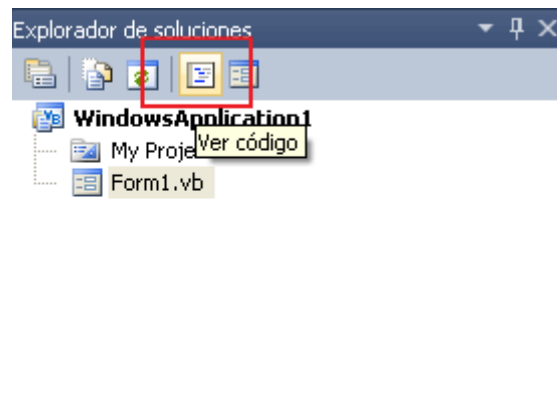 Explorador de soluciones
WindowsApplication1
Ver código
My Proje
Form1.vb